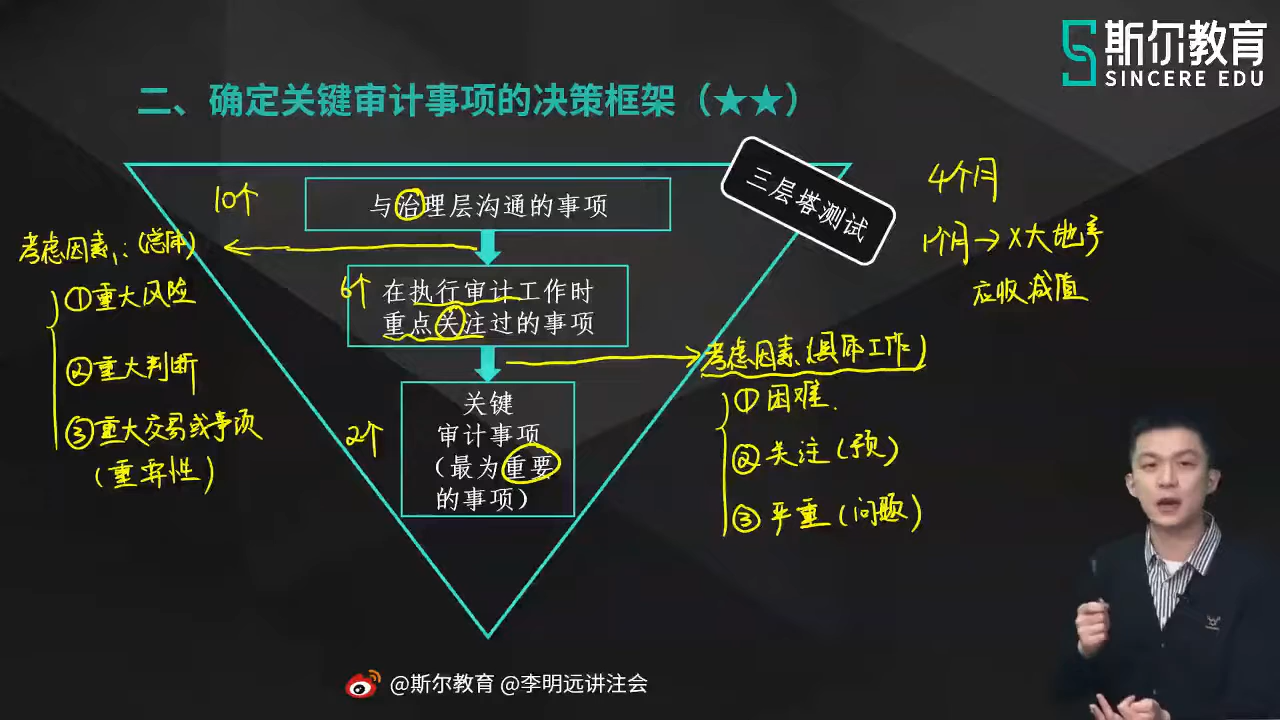 斯尔教育
SINCERE EDU
二、确定关键审计事项的决策框架（★★）
三层塔测试
10个
与治理层沟通的事项
4个月
1个月→X大地产
应收减值
考虑因素1:(总体)
①重大风险
②重大判断
③重大交易或事项
(重要性)
6个
在执行审计工作时
重点关注过的事项
考虑因素(具体工作)
①困难.
②关注(预)
③严重(问题)
2个
关键
审计事项
（最为重要
的事项）
@斯尔教育 @李明远讲注会